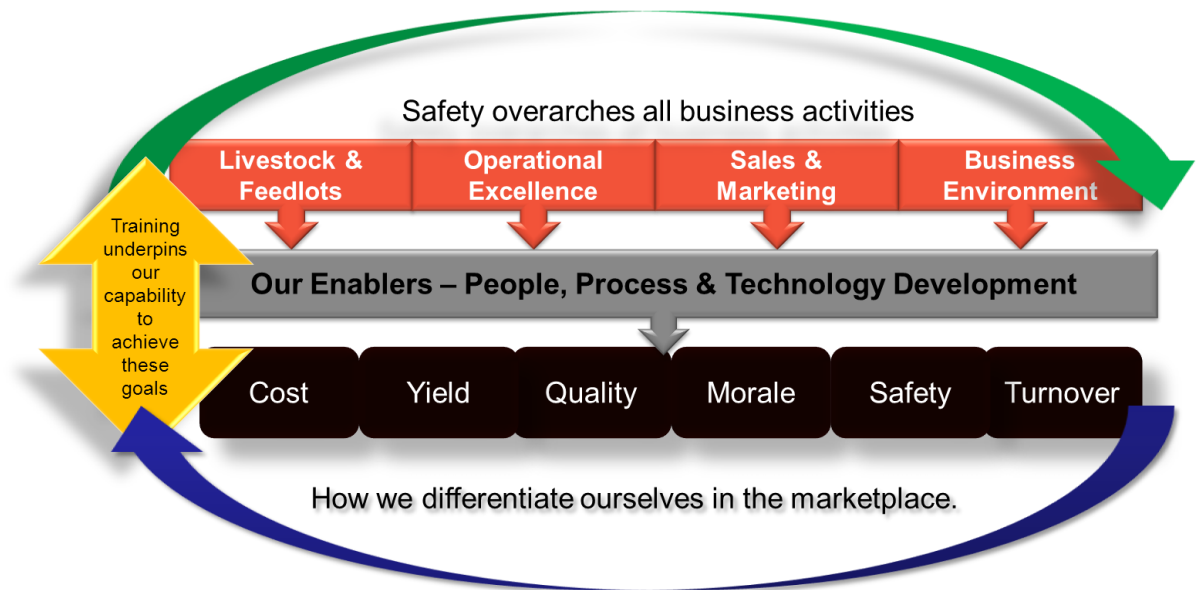 Safety overarches all business activities
Livestock &
Feedlots
Operational
Excellence
Sales &
Marketing
Business
Environment
Training
underpins
our
capability
to
achieve
these
goals
Our Enablers – People, Process & Technology Development
Cost
Yield
Quality
Morale
Safety
Turnover
How we differentiate ourselves in the marketplace.